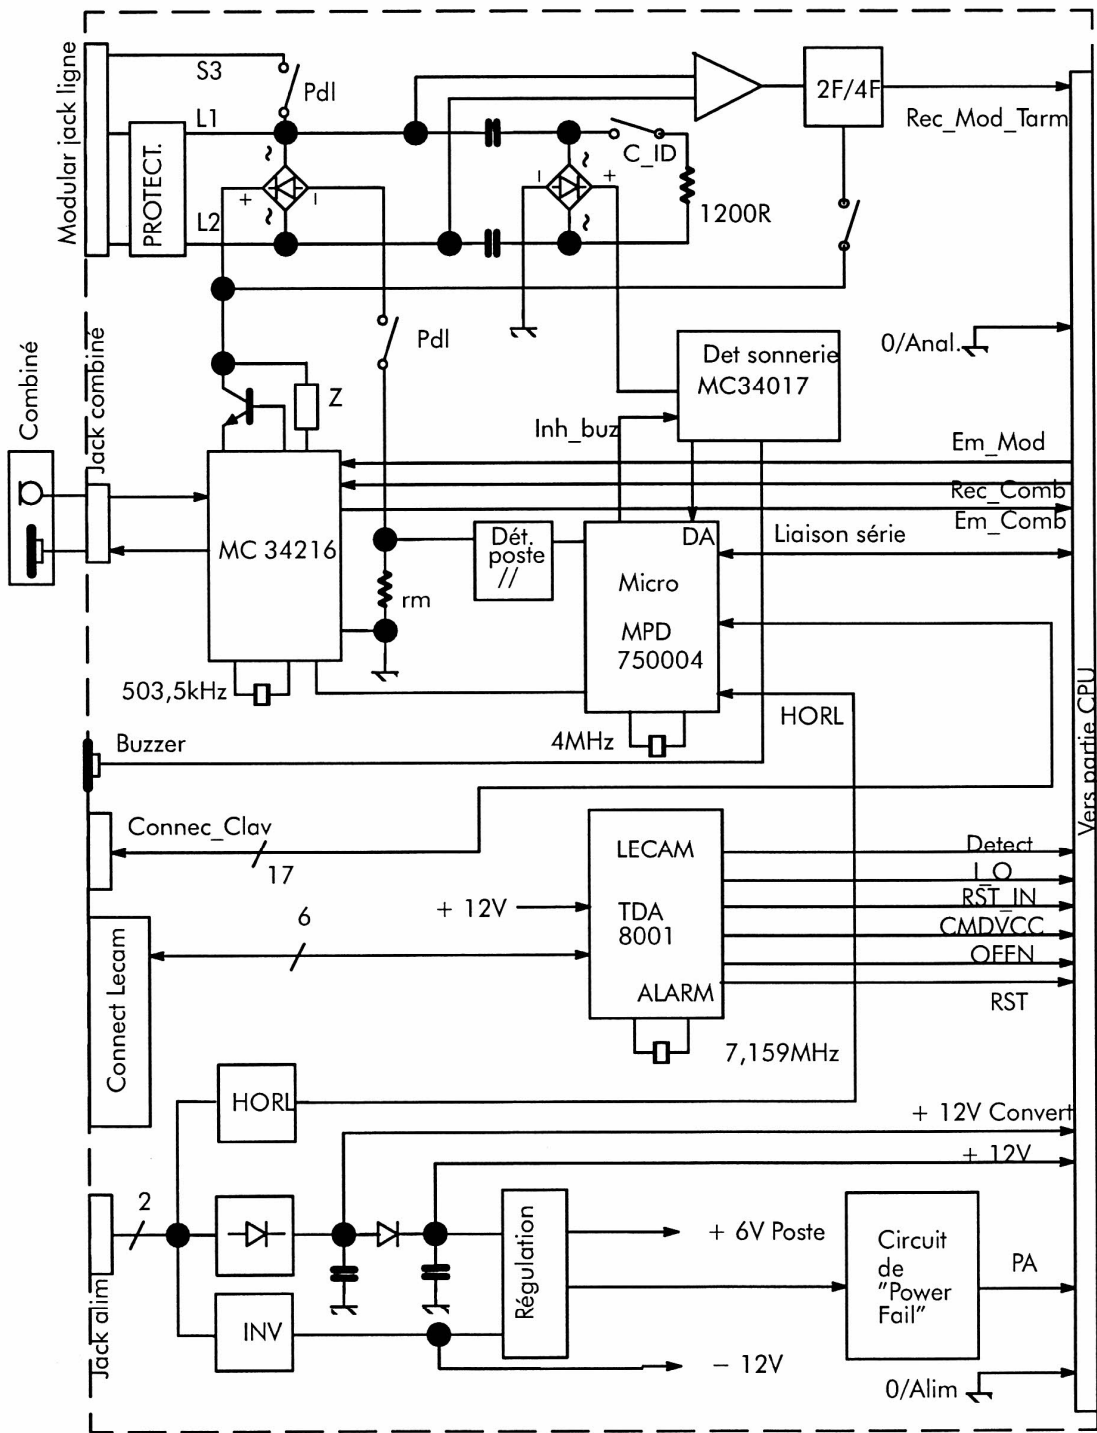 Modular jack ligne
S3
Pdl
L1
PROTECT.
L2
+
−
~
~
−
+
~
~
C_ID
1200R
2F/4F
Rec_Mod_Tarm
Pdl
0/Anal.
Det sonnerie
MC34017
Combiné
Jack combiné
Z
Inh_buz
Em_Mod
Rec_Comb
Em_Comb
MC 34216
Dét.
poste
//
DA
Liaison série
Micro
rm
MPD
750004
503,5kHz
HORL
4MHz
Vers partie CPU
Buzzer
Connec_Clav
17
LECAM
Detect
I_O
+ 12V
RST_IN
6
TDA
8001
CMDVCC
OFFN
Connect Lecam
ALARM
RST
7,159MHz
HORL
+ 12V Convert
+ 12V
2
Jack alim
Régulation
+ 6V Poste
Circuit
de
"Power
Fail"
PA
INV
− 12V
0/Alim